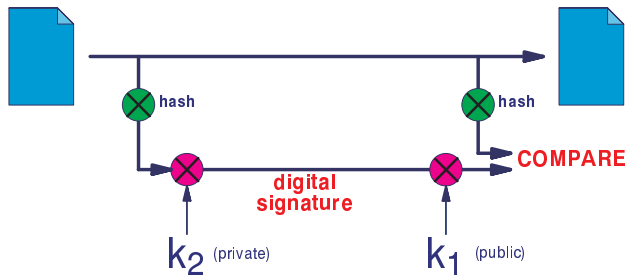 hash
hash
COMPARE
digital
signature
k2 (private)
k1 (public)